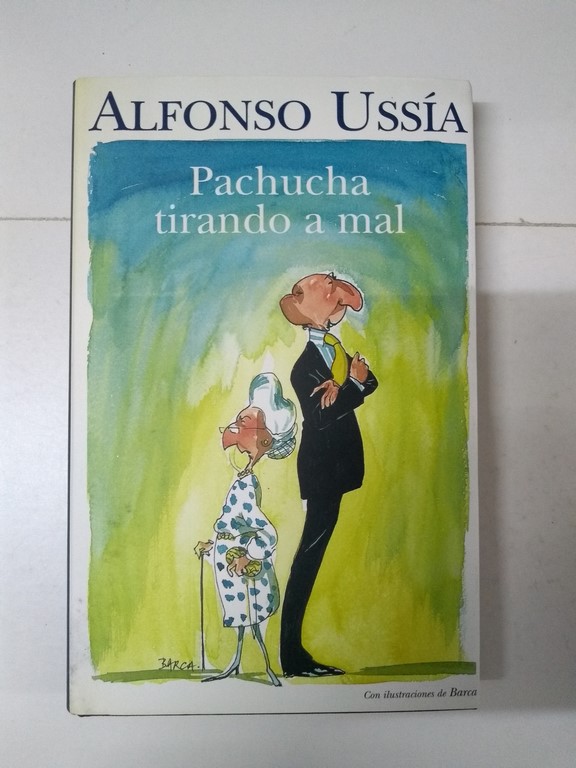 ALFONSO USSÍA
Pachucha
tirando a mal
BARCA.
Con ilustraciones de Barca